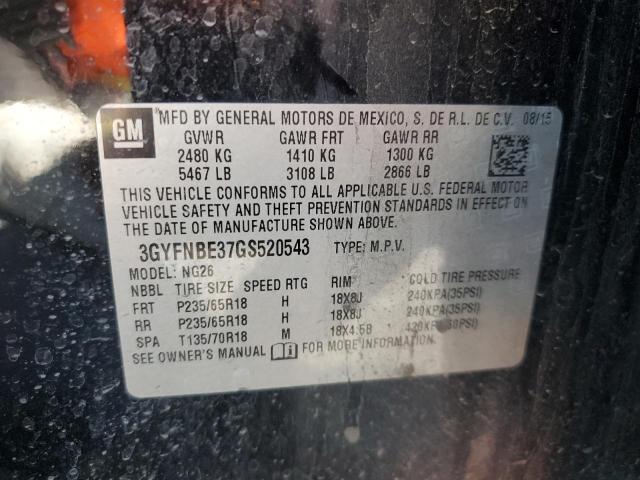 GM
*MFD BY GENERAL MOTORS DE MEXICO, S. DE R.L. DE C.V. 08/15
GVWR GAWR FRT GAWR RR
2480 KG 1410 KG 1300 KG
5467 LB 3108 LB 2866 LB
THIS VEHICLE CONFORMS TO ALL APPLICABLE U.S. FEDERAL MOTOR
VEHICLE SAFETY AND THEFT PREVENTION STANDARDS IN EFFECT ON
THE DATE OF MANUFACTURE SHOWN ABOVE.
3GYFNBE37GS520543 TYPE: M.P.V.
MODEL: NG26
NBBL TIRE SIZE SPEED RTG RIM COLD TIRE PRESSURE
FRT P235/65R18 H 18X8J 240KPA(35PSI)
RR P235/65R18 H 18X8J 240KPA(35PSI)
SPA T135/70R18 M 18X4.5B 420KPA(60PSI)
SEE OWNER'S MANUAL FOR MORE INFORMATION.